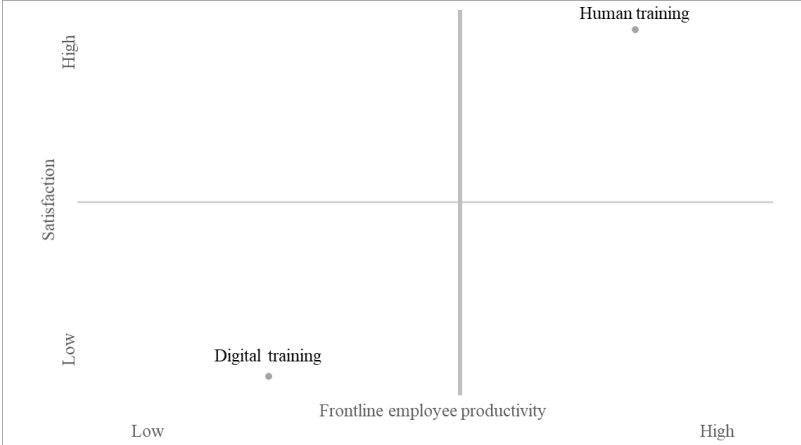 Human training
High
Satisfaction
Low
Digital training
Frontline employee productivity
Low
High